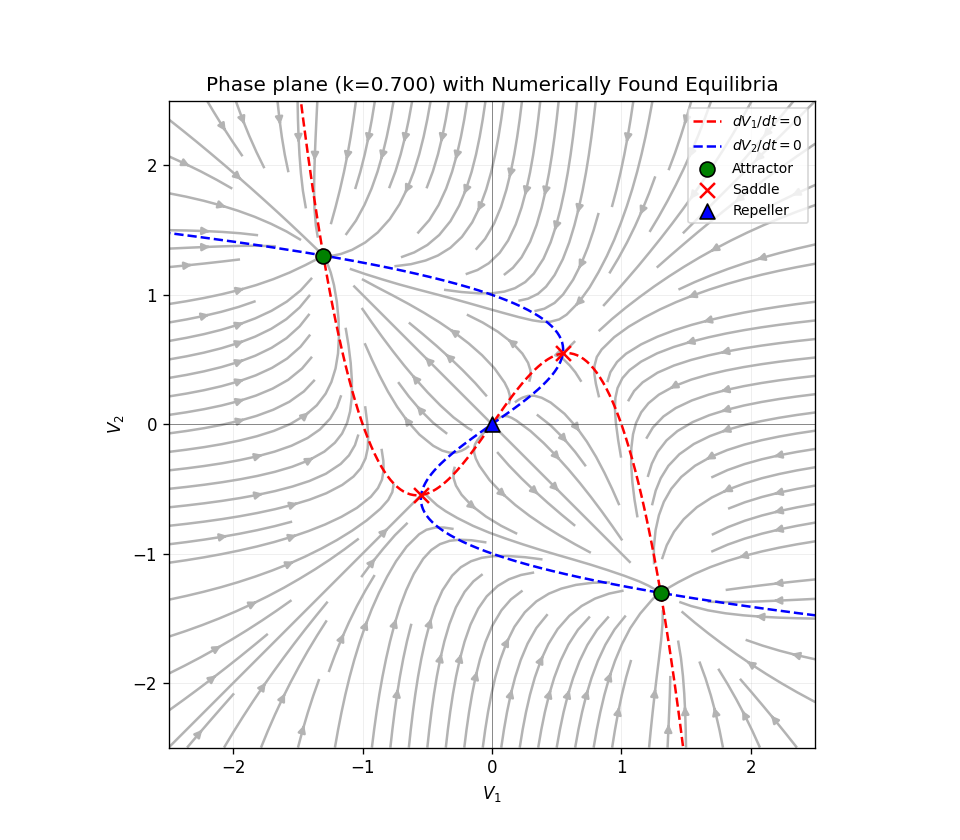 Phase plane (k=0.700) with Numerically Found Equilibria
dV₁/dt = 0
dV₂/dt = 0
Attractor
Saddle
Repeller
2
1
0
−1
−2
V₂
−2
−1
0
1
2
V₁